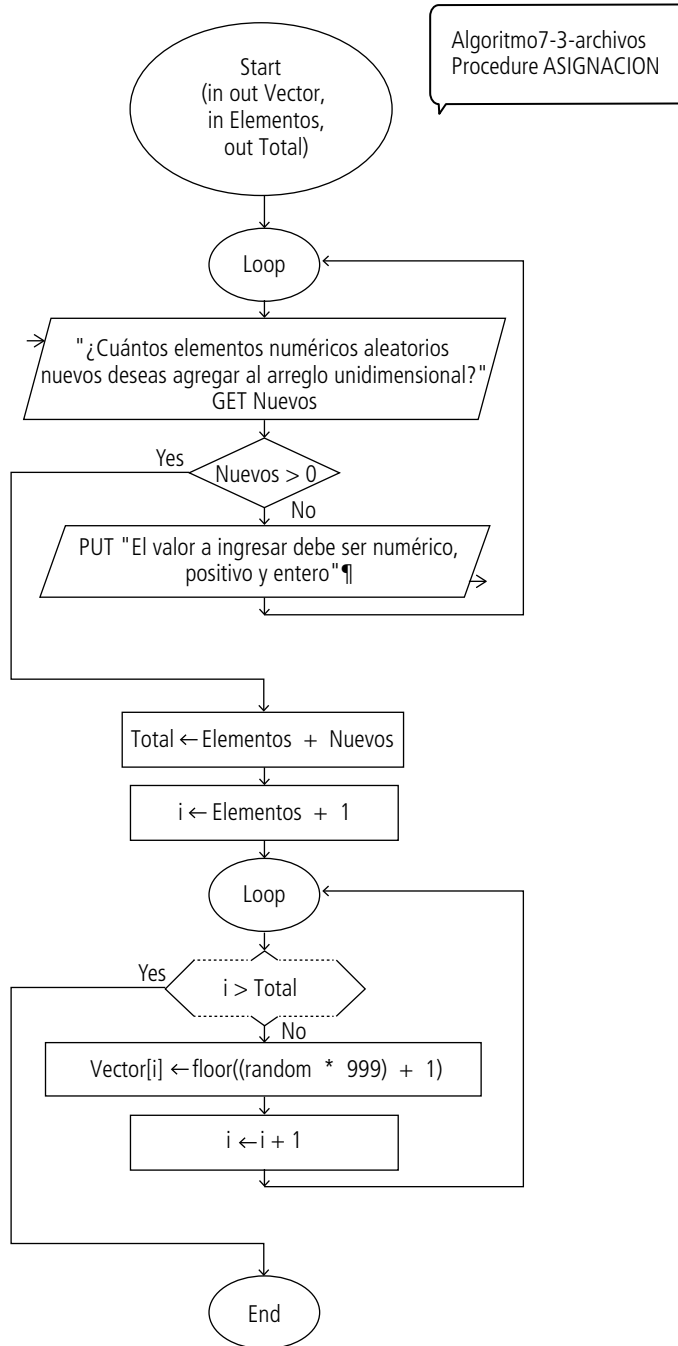 Algoritmo7-3-archivos
Procedure ASIGNACION
Start
(in out Vector,
in Elementos,
out Total)
Loop
"¿Cuántos elementos numéricos aleatorios
nuevos deseas agregar al arreglo unidimensional?"
GET Nuevos
Yes
Nuevos > 0
No
PUT "El valor a ingresar debe ser numérico,
positivo y entero"¶
Total ← Elementos + Nuevos
i ← Elementos + 1
Loop
Yes
i > Total
No
Vector[i] ← floor((random * 999) + 1)
i ← i + 1
End